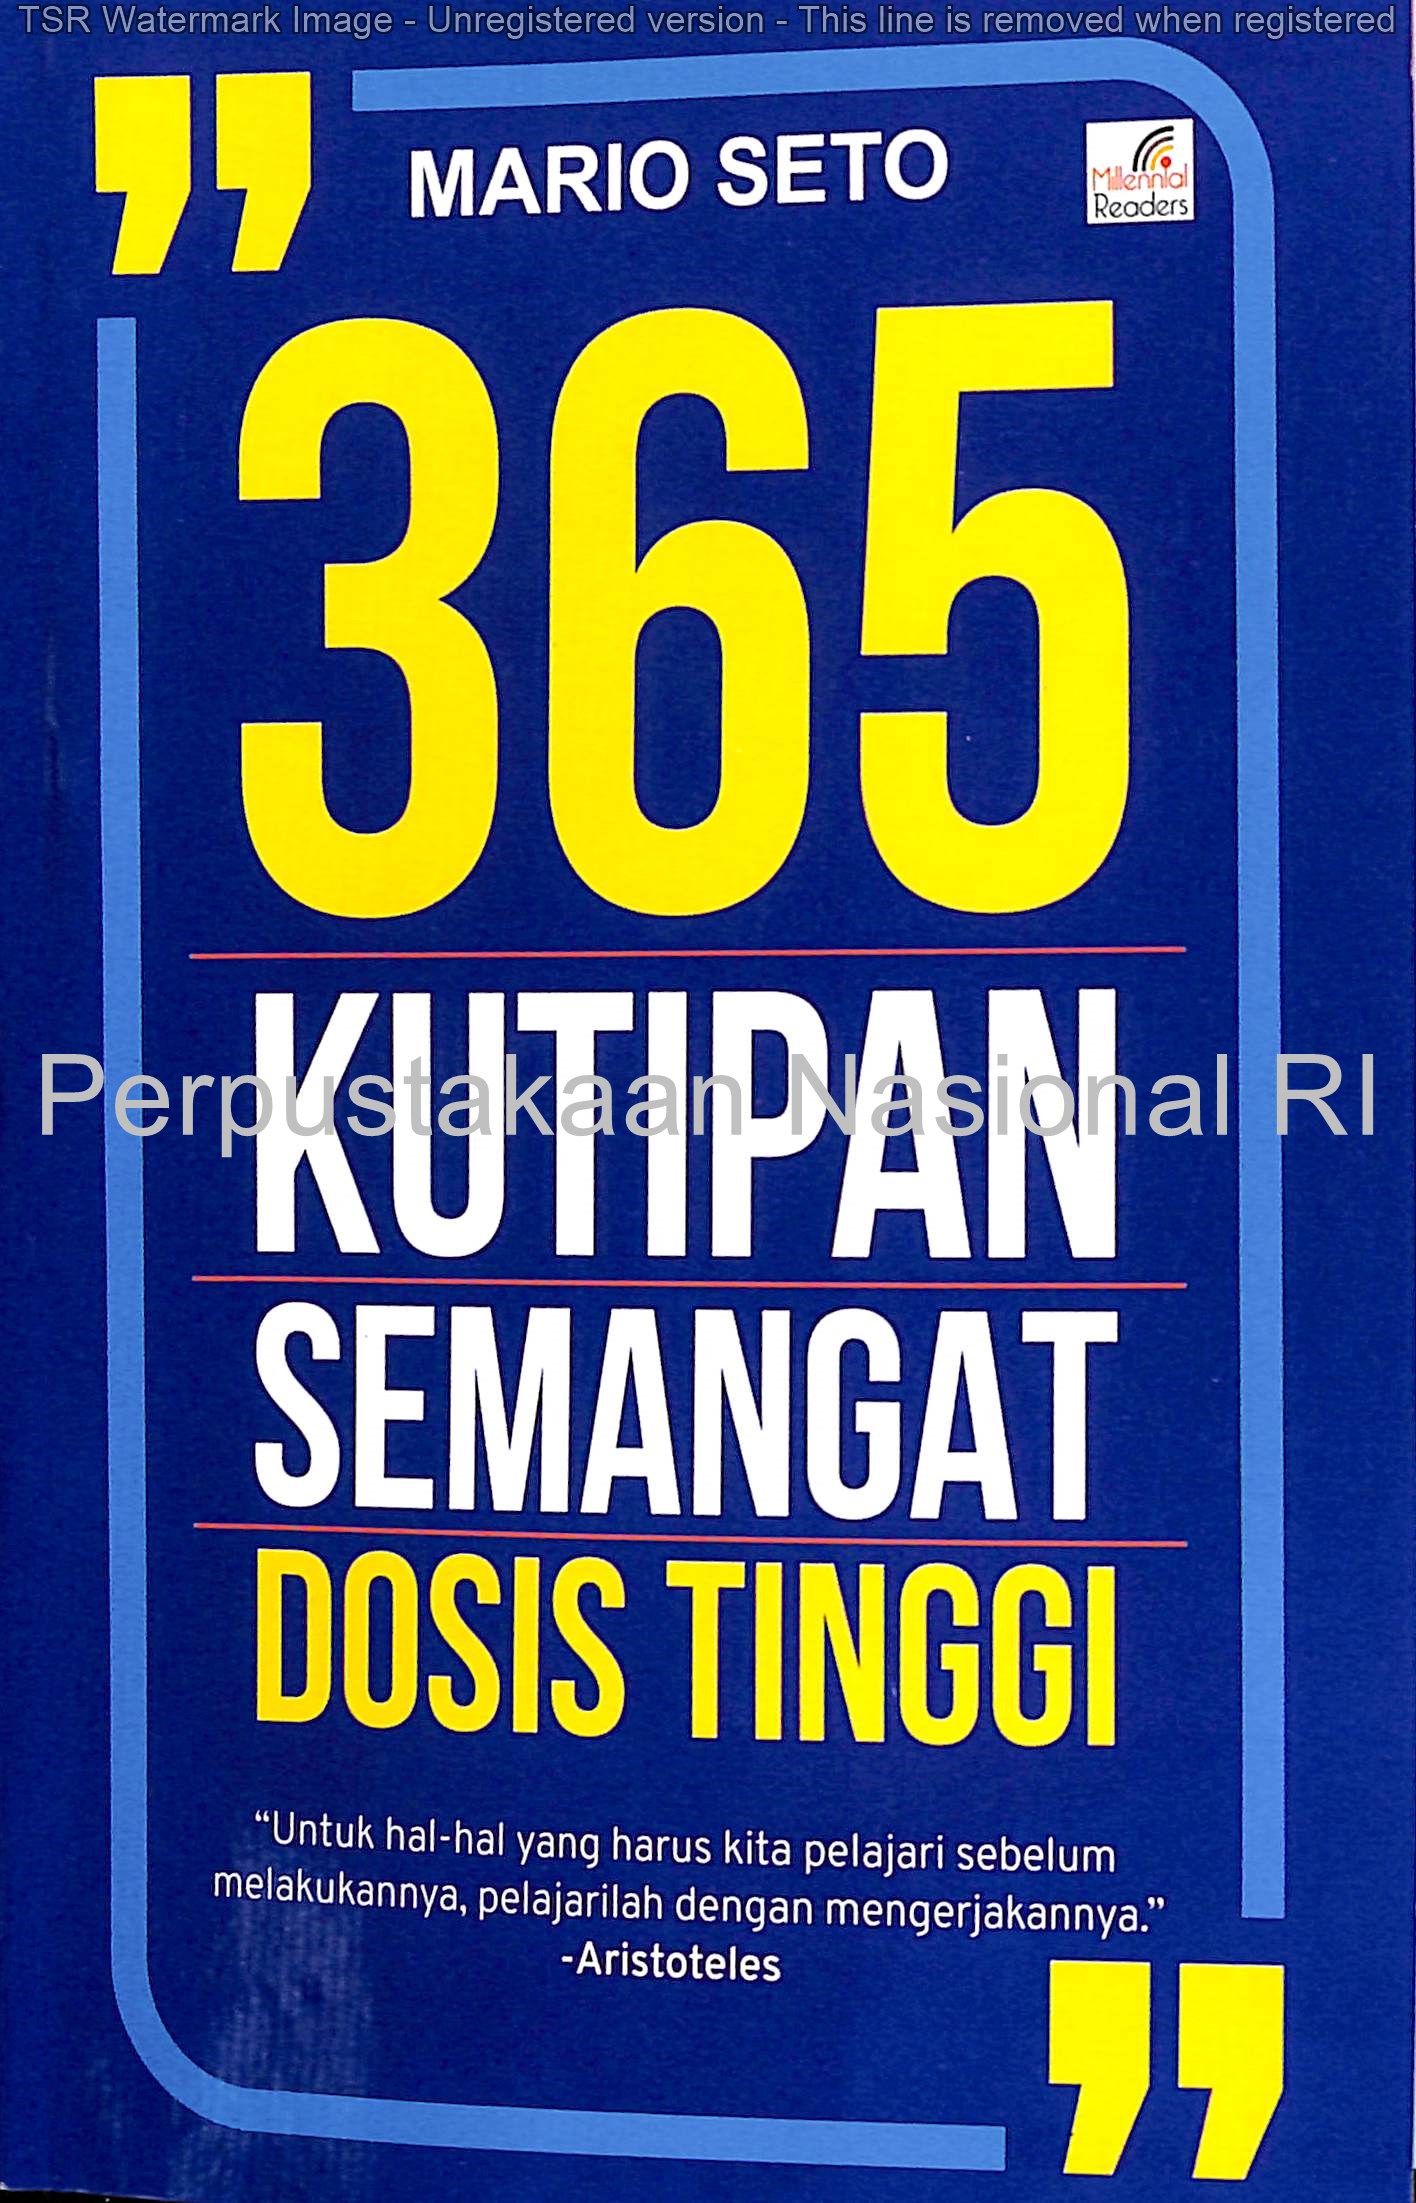 TSR Watermark Image - Unregistered version - This line is removed when registered
MARIO SETO
Millennial
Readers
365
KUTIPAN
Perpustakaan Nasional RI
SEMANGAT
DOSIS TINGGI
“Untuk hal-hal yang harus kita pelajari sebelum
melakukannya, pelajarilah dengan mengerjakannya.”
-Aristoteles